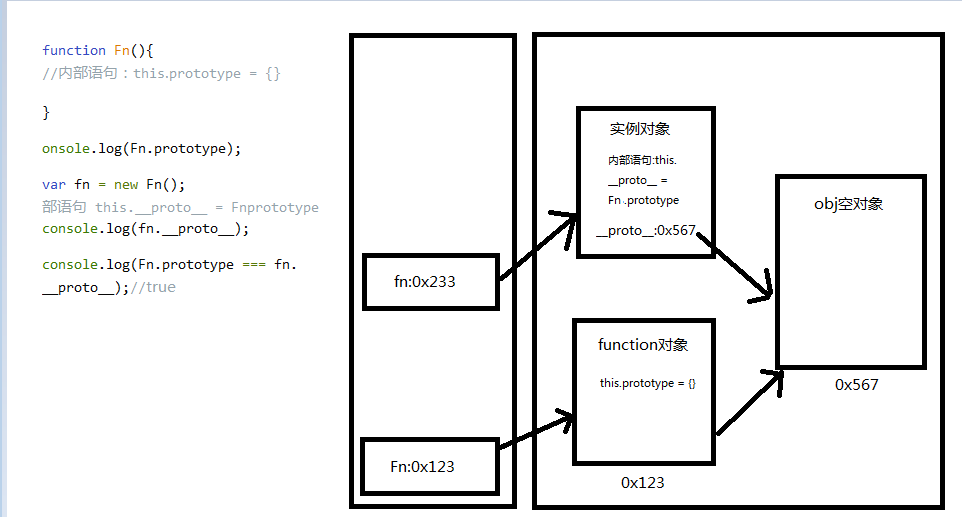 function Fn(){
//内部语句：this.prototype = {}
}
onsole.log(Fn.prototype);
var fn = new Fn();
部语句 this.__proto__ = Fnprototype
console.log(fn.__proto__);
console.log(Fn.prototype === fn.
__proto__);//true
fn:0x233
Fn:0x123
实例对象
内部语句:this.
__proto__ =
Fn .prototype
__proto__:0x567
function对象
this.prototype = {}
0x123
obj空对象
0x567